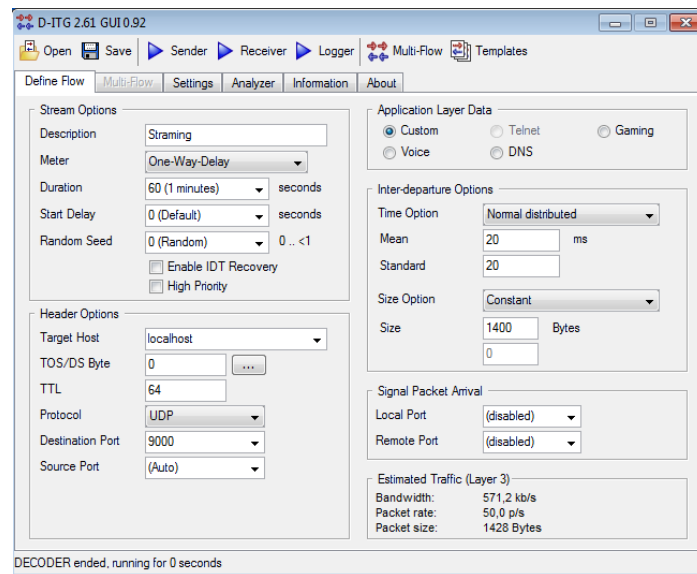 D-ITG 2.61 GUI 0.92
Open Save Sender Receiver Logger Multi-Flow Templates
Define Flow Multi-Flow Settings Analyzer Information About
Stream Options
Description Straming
Meter One-Way-Delay
Duration 60 (1 minutes) seconds
Start Delay 0 (Default) seconds
Random Seed 0 (Random) 0 .. <1
Enable IDT Recovery
High Priority
Header Options
Target Host localhost
TOS/DS Byte 0 ...
TTL 64
Protocol UDP
Destination Port 9000
Source Port (Auto)
Application Layer Data
Custom Telnet Gaming
Voice DNS
Inter-departure Options
Time Option Normal distributed
Mean 20 ms
Standard 20
Size Option Constant
Size 1400 Bytes
0
Signal Packet Arrival
Local Port (disabled)
Remote Port (disabled)
Estimated Traffic (Layer 3)
Bandwidth: 571,2 kb/s
Packet rate: 50,0 p/s
Packet size: 1428 Bytes
DECODER ended, running for 0 seconds